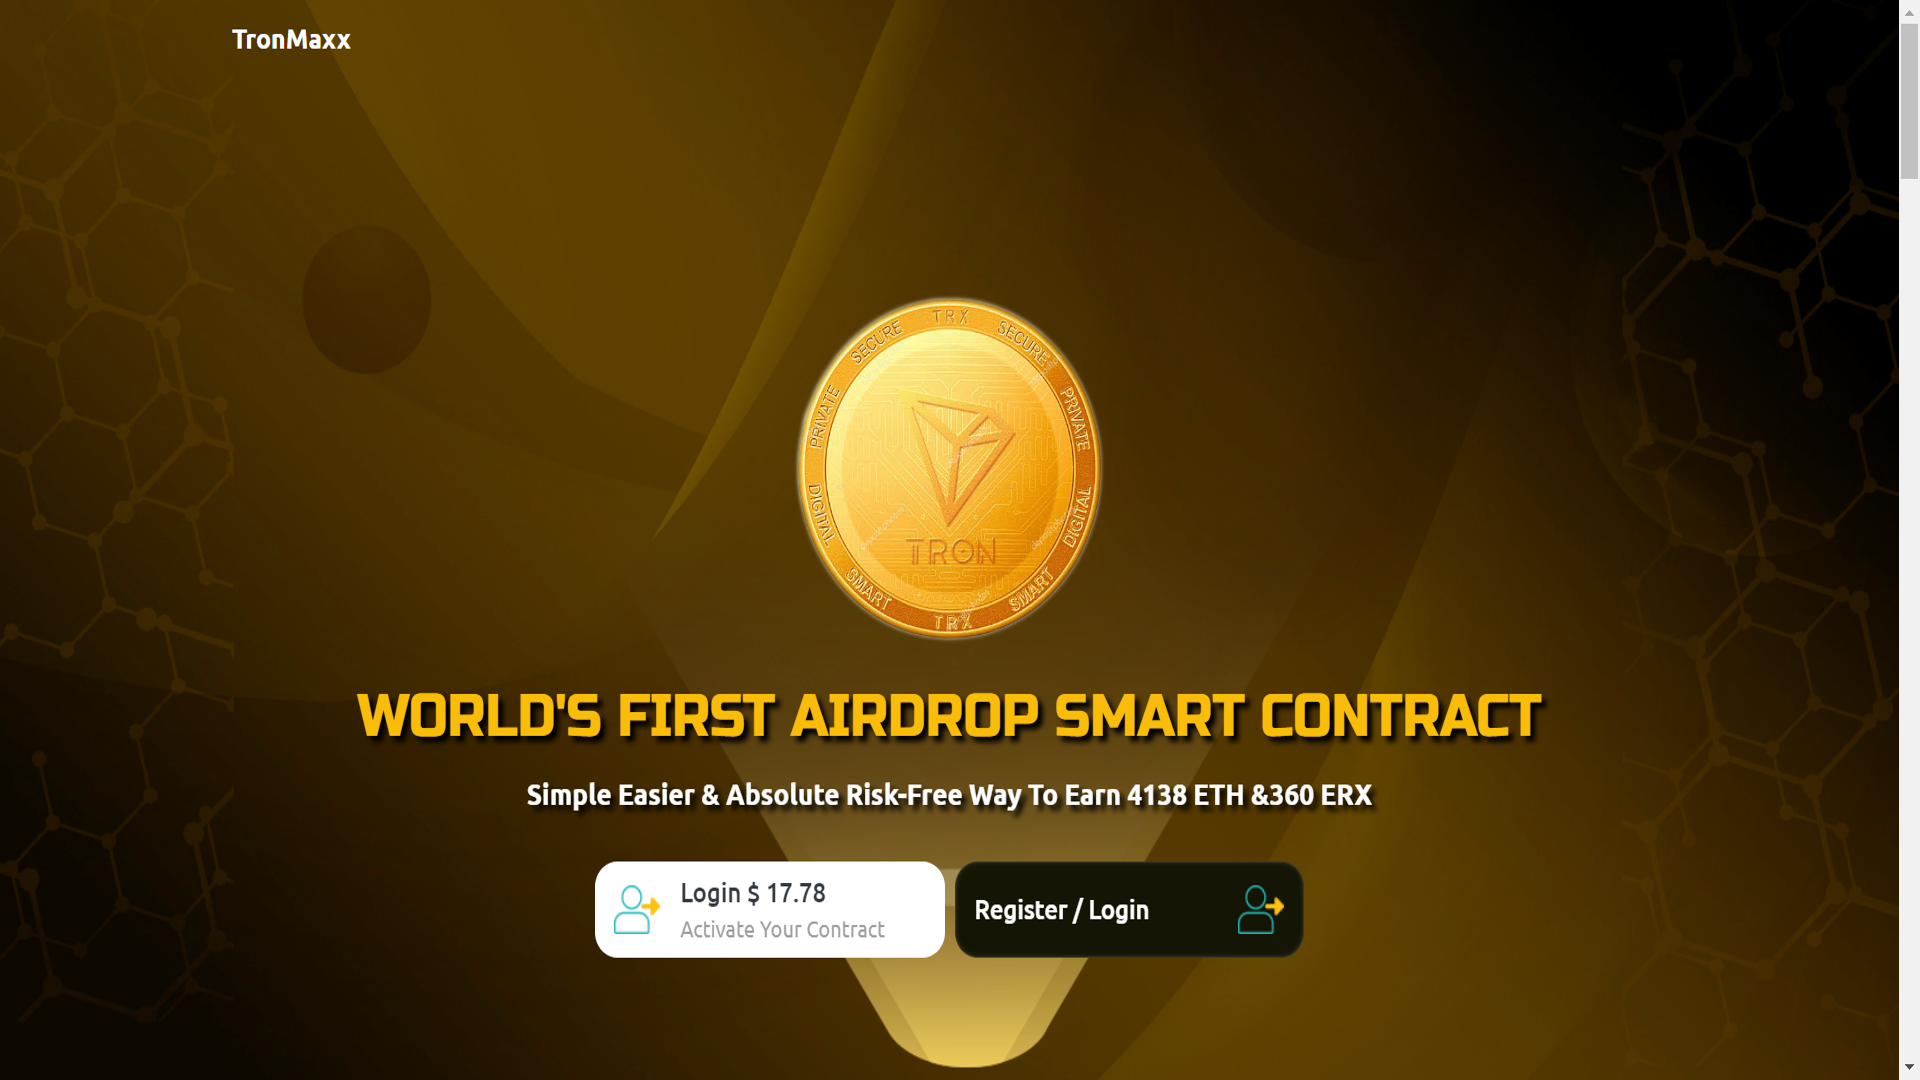 TronMaxx
TRX
SECURE
SECURE
PRIVATE
PRIVATE
DIGITAL
DIGITAL
TRON
SMART
SMART
TRX
WORLD'S FIRST AIRDROP SMART CONTRACT
Simple Easier & Absolute Risk-Free Way To Earn 4138 ETH &360 ERX
Login $ 17.78
Activate Your Contract
Register / Login